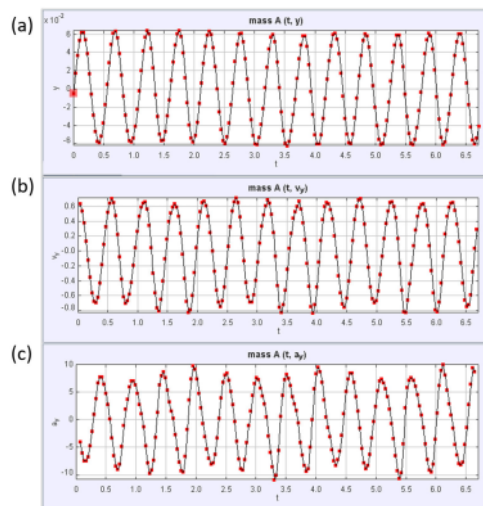 (a)
mass A (t, y)
x 10⁻²
6
4
2
0
-2
-4
-6
y
0 0.5 1.0 1.5 2.0 2.5 3.0 3.5 4.0 4.5 5.0 5.5 6.0 6.5
t
(b)
mass A (t, vy)
0.6
0.4
0.2
-0.0
-0.2
-0.4
-0.6
-0.8
vy
0 0.5 1.0 1.5 2.0 2.5 3.0 3.5 4.0 4.5 5.0 5.5 6.0 6.5
t
(c)
mass A (t, ay)
10
5
0
-5
-10
ay
0 0.5 1.0 1.5 2.0 2.5 3.0 3.5 4.0 4.5 5.0 5.5 6.0 6.5
t